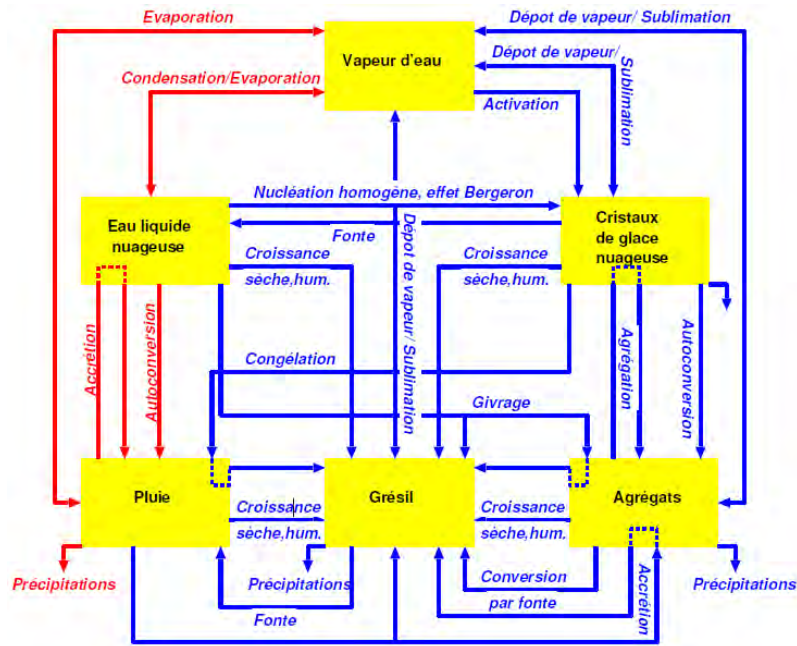 Evaporation
Dépot de vapeur/ Sublimation
Vapeur d'eau
Dépot de vapeur/
Sublimation
Condensation/Evaporation
Activation
Nucléation homogène, effet Bergeron
Eau liquide
nuageuse
Fonte
Cristaux
de glace
nuageuse
Croissance
sèche,hum.
Dépot de vapeur/ Sublimation
Croissance
sèche,hum.
Accrétion
Autoconversion
Congélation
Agrégation
Autoconversion
Givrage
Pluie
Grésil
Agrégats
Croissance
sèche,hum.
Croissance
sèche,hum.
Précipitations
Précipitations
Conversion
par fonte
Accrétion
Précipitations
Fonte